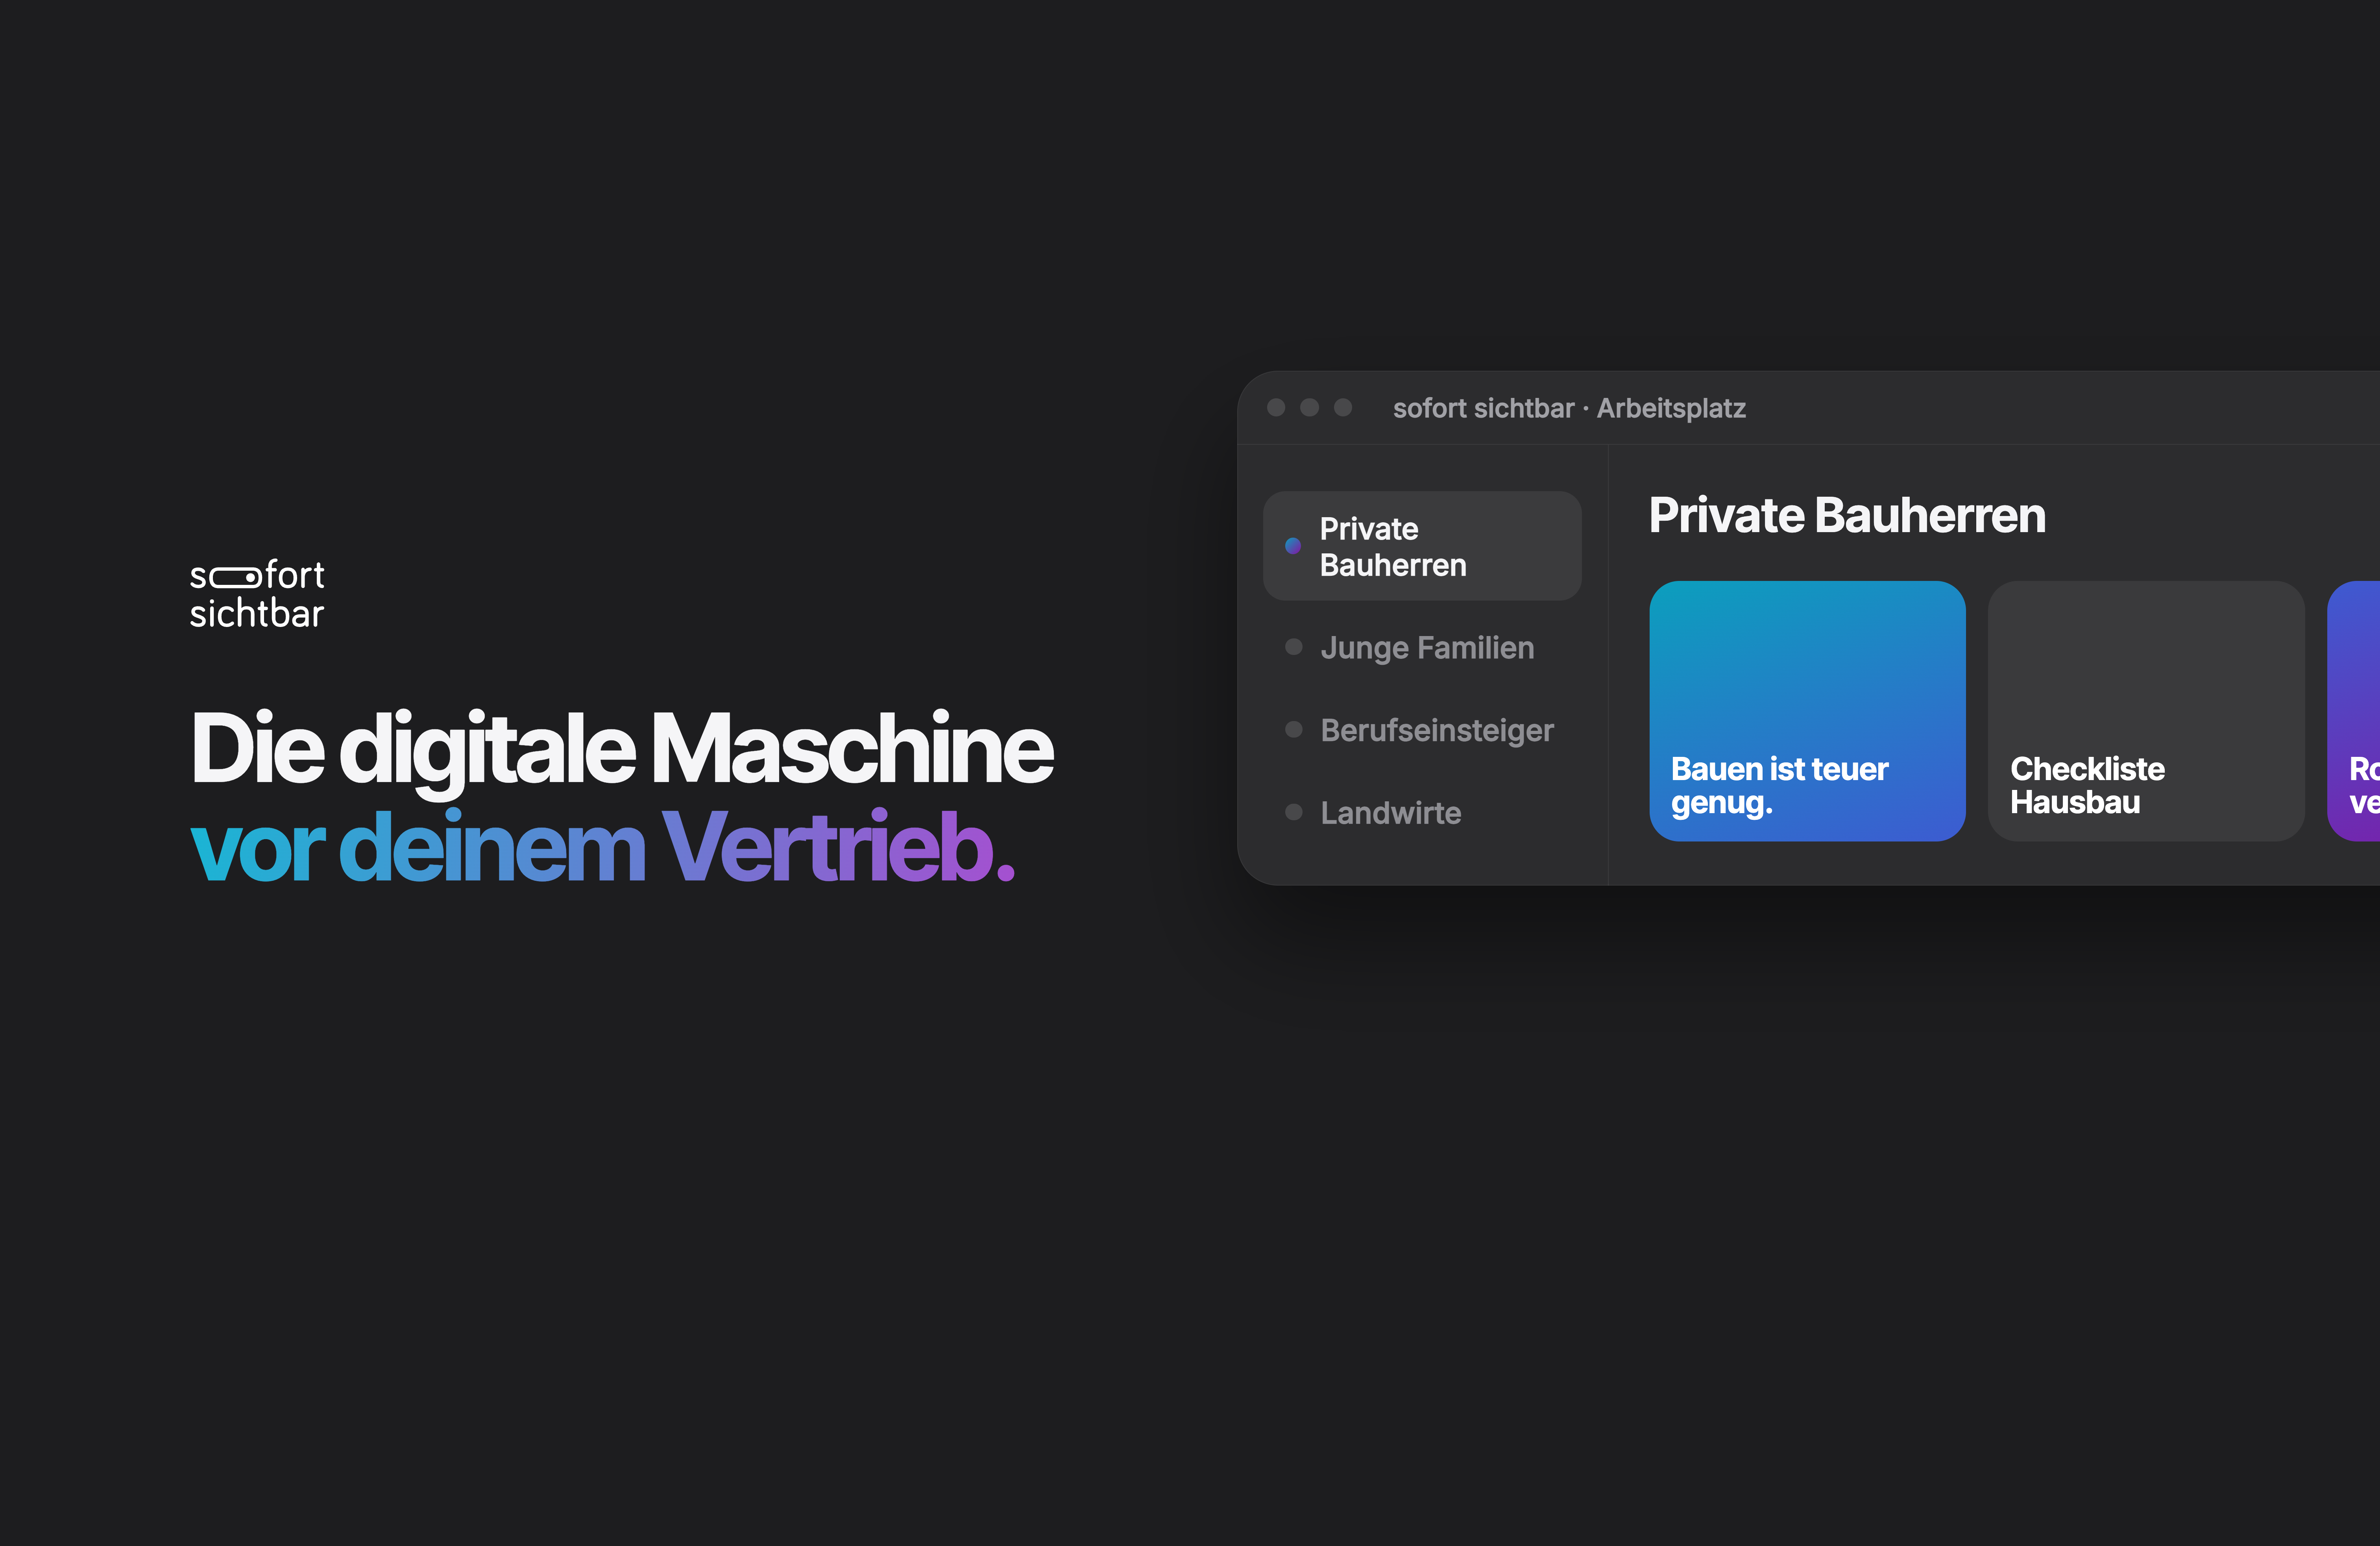 sofort
sichtbar
Die digitale Maschine
vor deinem Vertrieb.
sofort sichtbar · Arbeitsplatz
Private
Bauherren
Junge Familien
Berufseinsteiger
Landwirte
Private Bauherren
Bauen ist teuer
genug.
Checkliste
Hausbau